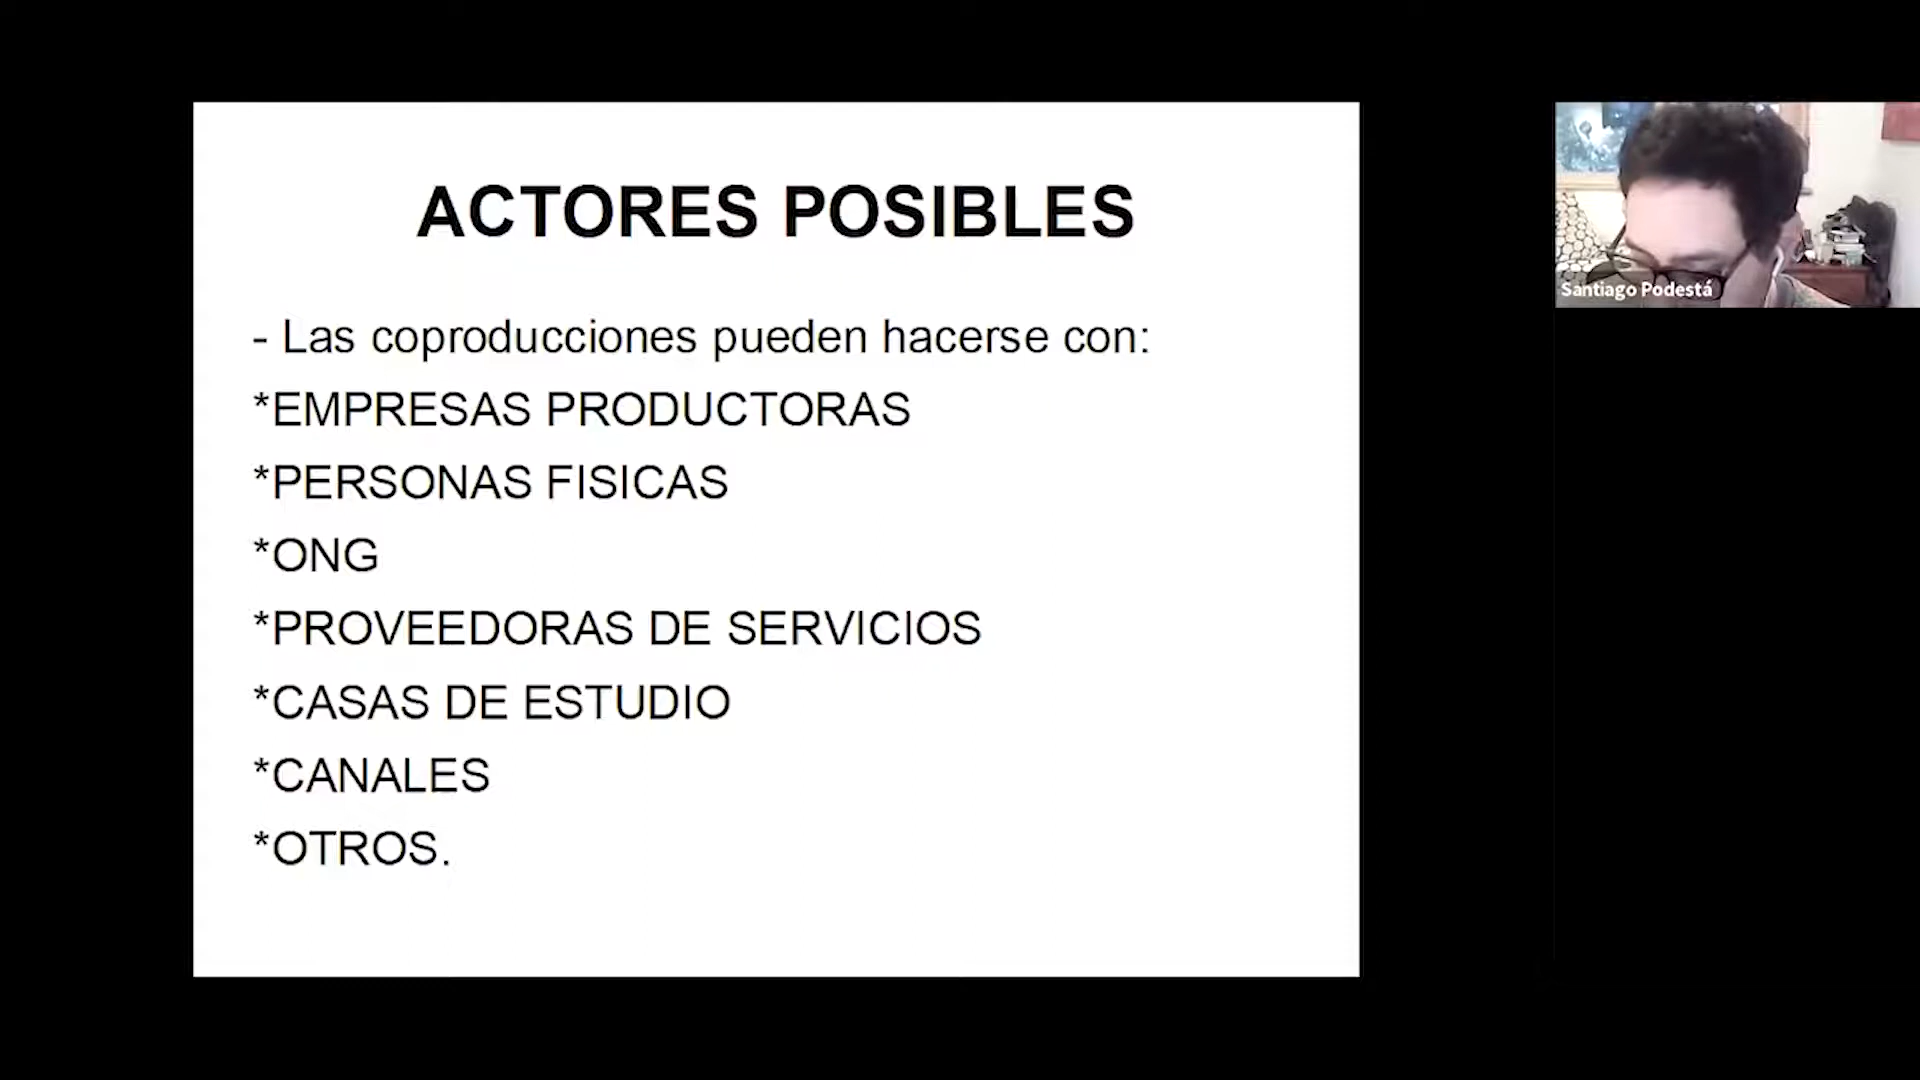 ACTORES POSIBLES
- Las coproducciones pueden hacerse con:
*EMPRESAS PRODUCTORAS
*PERSONAS FISICAS
*ONG
*PROVEEDORAS DE SERVICIOS
*CASAS DE ESTUDIO
*CANALES
*OTROS.
Santiago Podestá